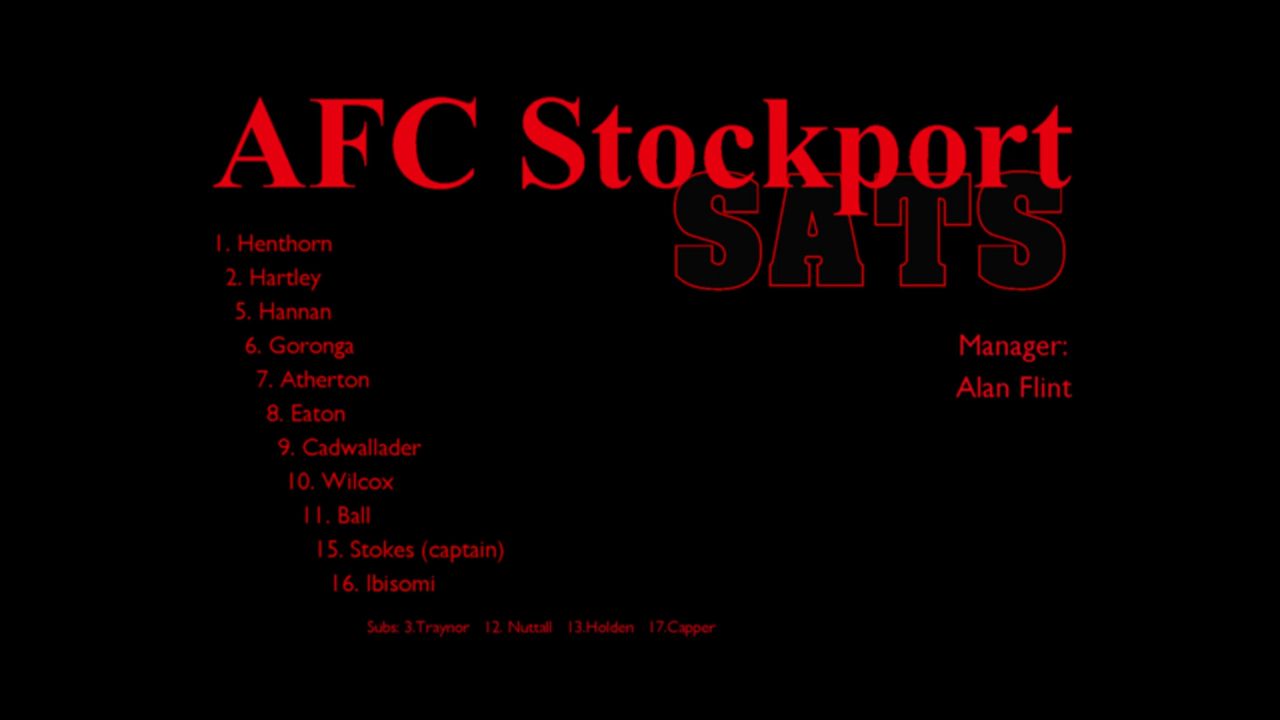 AFC Stockport
SATS
1. Henthorn
2. Hartley
5. Hannan
6. Goronga
7. Atherton
8. Eaton
9. Cadwallader
10. Wilcox
11. Ball
15. Stokes (captain)
16. Ibisomi
Subs: 3.Traynor 12. Nuttall 13.Holden 17.Capper
Manager:
Alan Flint